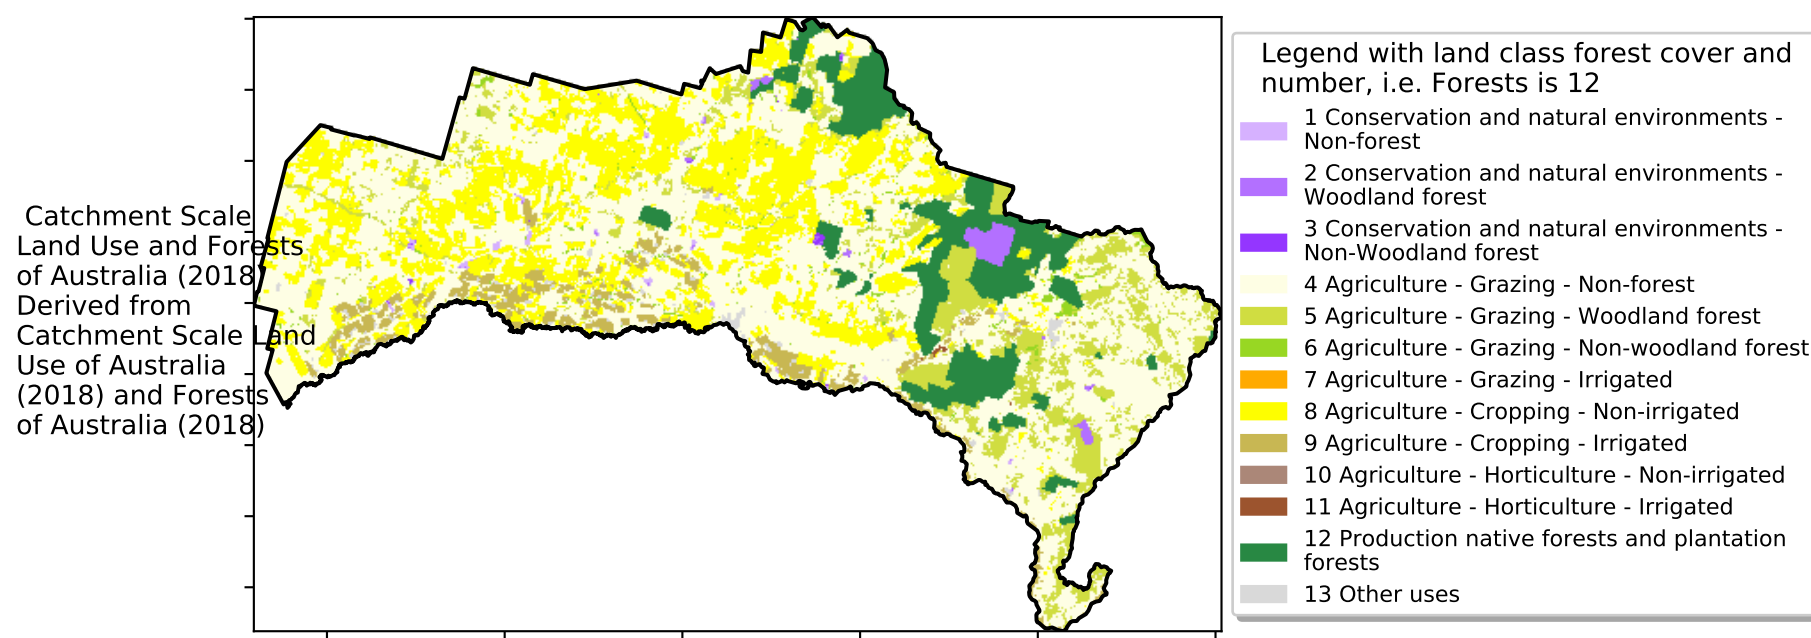 Catchment Scale
Land Use and Forests
of Australia (2018)
Derived from
Catchment Scale Land
Use of Australia
(2018) and Forests
of Australia (2018)
Legend with land class forest cover and
number, i.e. Forests is 12
1 Conservation and natural environments -
Non-forest
2 Conservation and natural environments -
Woodland forest
3 Conservation and natural environments -
Non-Woodland forest
4 Agriculture - Grazing - Non-forest
5 Agriculture - Grazing - Woodland forest
6 Agriculture - Grazing - Non-woodland forest
7 Agriculture - Grazing - Irrigated
8 Agriculture - Cropping - Non-irrigated
9 Agriculture - Cropping - Irrigated
10 Agriculture - Horticulture - Non-irrigated
11 Agriculture - Horticulture - Irrigated
12 Production native forests and plantation
forests
13 Other uses